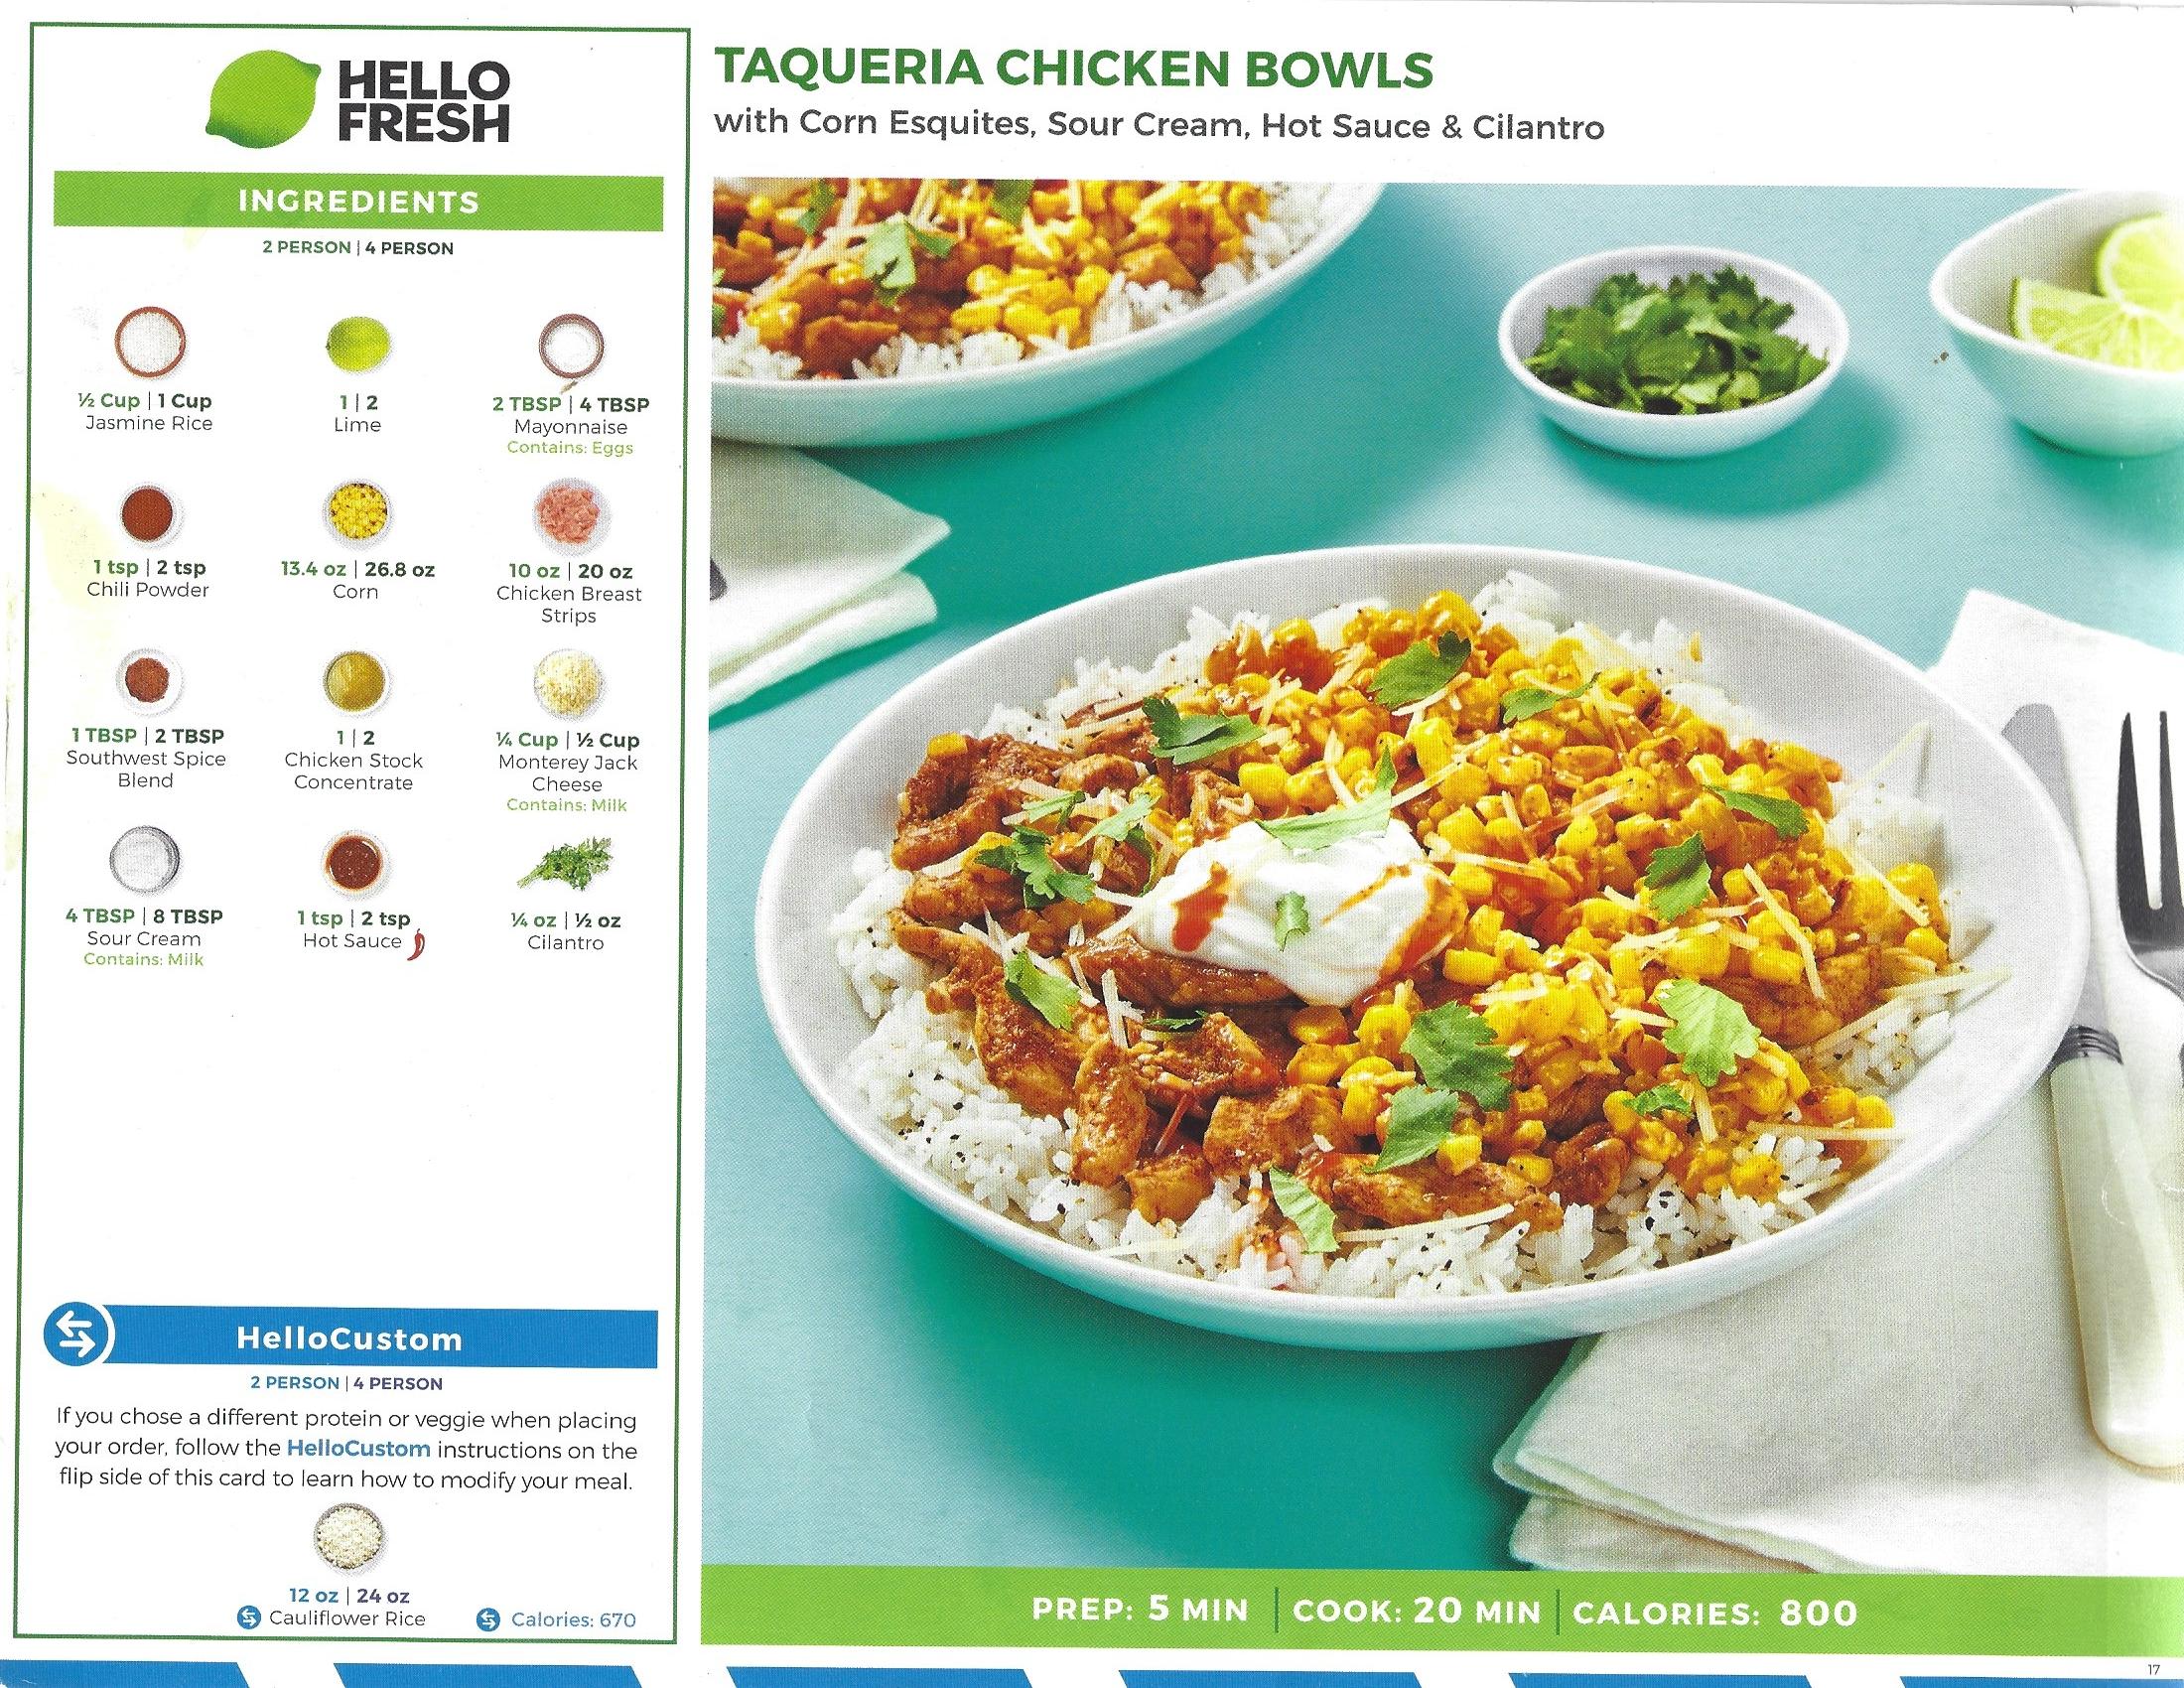 HELLO
FRESH
INGREDIENTS
2 PERSON | 4 PERSON
½ Cup | 1 Cup
Jasmine Rice
1 | 2
Lime
2 TBSP | 4 TBSP
Mayonnaise
Contains: Eggs
1 tsp | 2 tsp
Chili Powder
13.4 oz | 26.8 oz
Corn
10 oz | 20 oz
Chicken Breast
Strips
1 TBSP | 2 TBSP
Southwest Spice
Blend
1 | 2
Chicken Stock
Concentrate
¼ Cup | ½ Cup
Monterey Jack
Cheese
Contains: Milk
4 TBSP | 8 TBSP
Sour Cream
Contains: Milk
1 tsp | 2 tsp
Hot Sauce
¼ oz | ½ oz
Cilantro
HelloCustom
2 PERSON | 4 PERSON
If you chose a different protein or veggie when placing
your order, follow the HelloCustom instructions on the
flip side of this card to learn how to modify your meal.
12 oz | 24 oz
Cauliflower Rice
Calories: 670
TAQUERIA CHICKEN BOWLS
with Corn Esquites, Sour Cream, Hot Sauce & Cilantro
PREP: 5 MIN | COOK: 20 MIN | CALORIES: 800
17